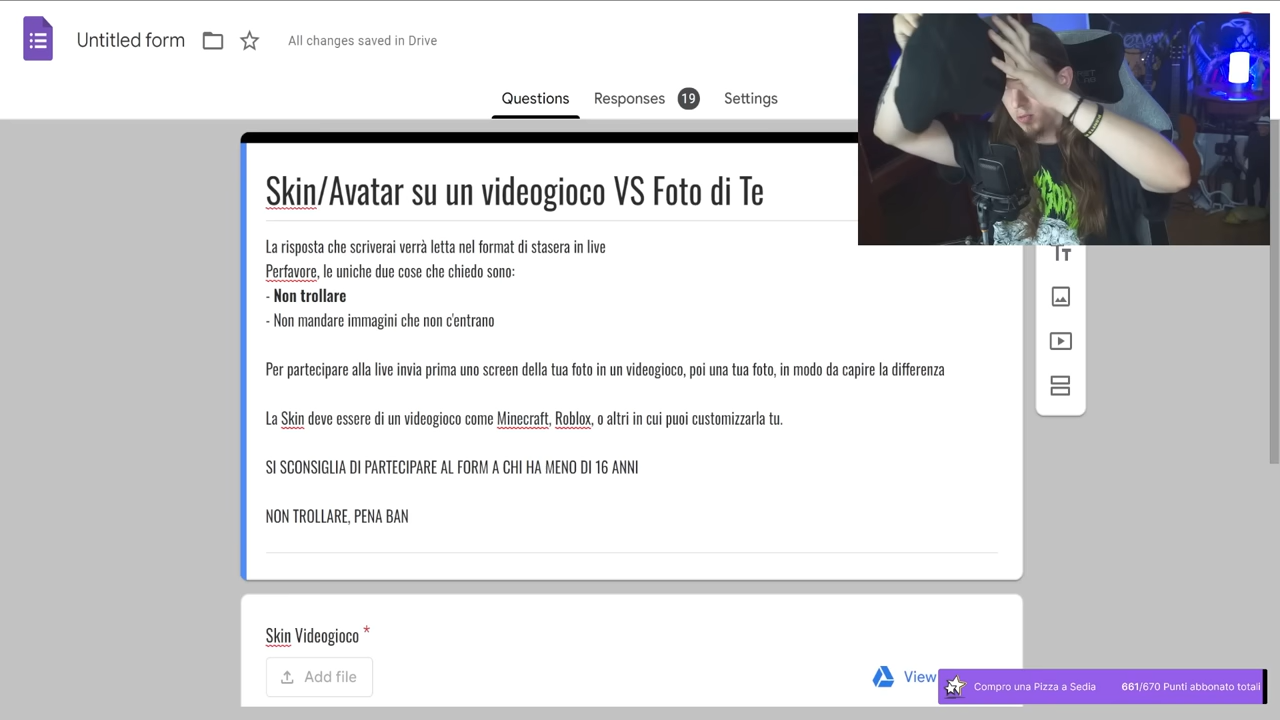 Untitled form
All changes saved in Drive
Questions
Responses 19
Settings
Skin/Avatar su un videogioco VS Foto di Te
La risposta che scriverai verrà letta nel format di stasera in live
Perfavore, le uniche due cose che chiedo sono:
- Non trollare
- Non mandare immagini che non c'entrano
Per partecipare alla live invia prima uno screen della tua foto in un videogioco, poi una tua foto, in modo da capire la differenza
La Skin deve essere di un videogioco come Minecraft, Roblox, o altri in cui puoi customizzarla tu.
SI SCONSIGLIA DI PARTECIPARE AL FORM A CHI HA MENO DI 16 ANNI
NON TROLLARE, PENA BAN
Skin Videogioco *
Add file
View
Compro una Pizza a Sedia
661/670 Punti abbonato totali